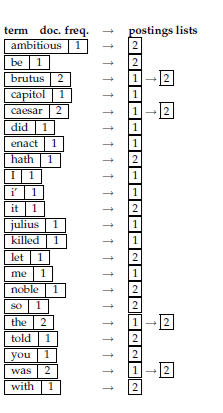 term doc. freq. → postings lists
ambitious 1 → 2
be 1 → 2
brutus 2 → 1 → 2
capitol 1 → 1
caesar 2 → 1 → 2
did 1 → 1
enact 1 → 1
hath 1 → 2
I 1 → 1
i' 1 → 1
it 1 → 2
julius 1 → 1
killed 1 → 1
let 1 → 2
me 1 → 1
noble 1 → 2
so 1 → 2
the 2 → 1 → 2
told 1 → 2
you 1 → 2
was 2 → 1 → 2
with 1 → 2